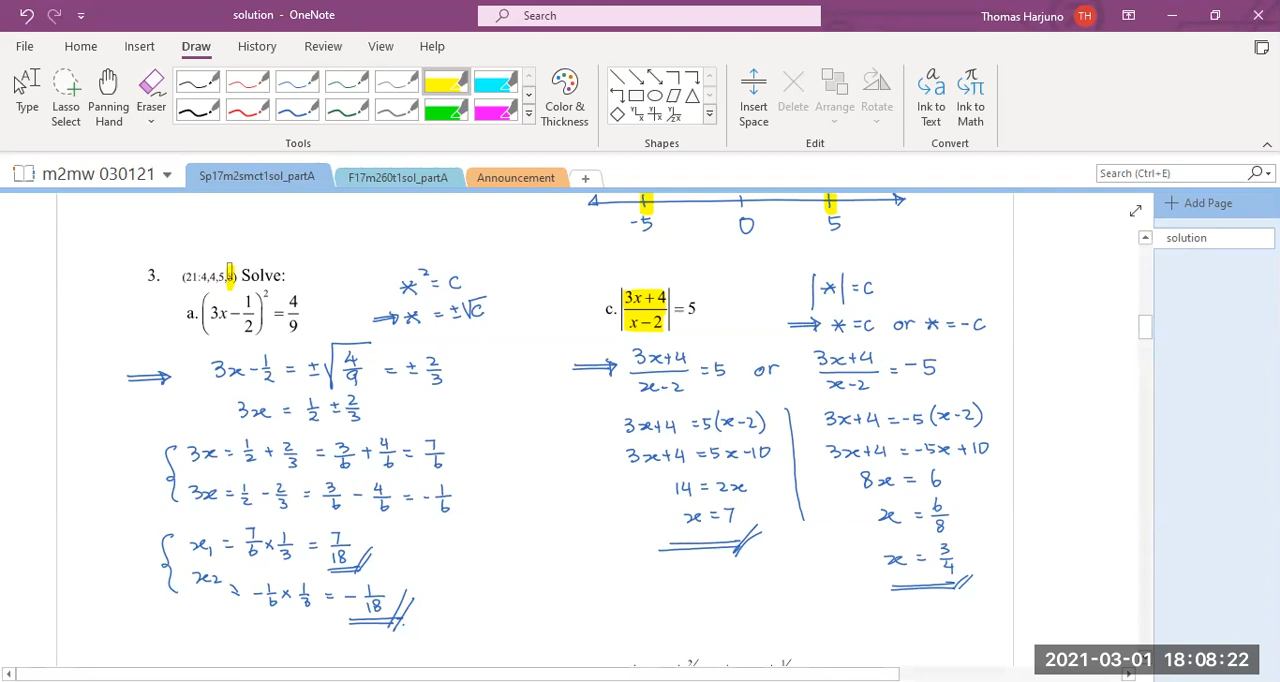 solution - OneNote
Search
Thomas Harjuno TH
File Home Insert Draw History Review View Help
Type
Lasso Select
Panning Hand
Eraser
Color & Thickness
Insert Space
Delete
Arrange
Rotate
Ink to Text
Ink to Math
Tools
Shapes
Edit
Convert
m2mw 030121
Sp17m2smct1sol_partA
F17m260t1sol_partA
Announcement
Search (Ctrl+E)
Add Page
solution
-5 0 5
3. Solve:
a. (3x - 1/2)² = 4/9
*² = c
⟹ * = ±√c
⟹ 3x - 1/2 = ±√(4/9) = ± 2/3
3x = 1/2 ± 2/3
3x = 1/2 + 2/3 = 3/6 + 4/6 = 7/6
3x = 1/2 - 2/3 = 3/6 - 4/6 = -1/6
x₁ = 7/6 × 1/3 = 7/18
x₂ = -1/6 × 1/3 = -1/18
c. |(3x + 4)/(x - 2)| = 5
|*| = c
⟹ * = c or * = -c
⟹ (3x+4)/(x-2) = 5 or (3x+4)/(x-2) = -5
3x+4 = 5(x-2)
3x+4 = 5x-10
14 = 2x
x = 7
3x+4 = -5(x-2)
3x+4 = -5x+10
8x = 6
x = 6/8
x = 3/4
2021-03-01 18:08:22